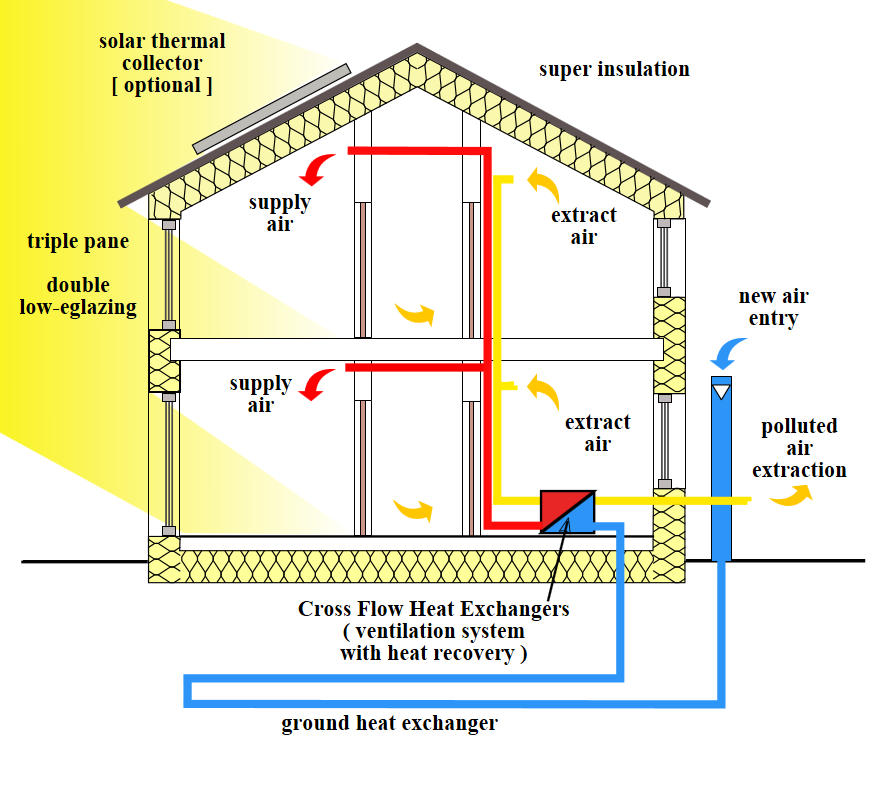 solar thermal
collector
[ optional ]
super insulation
supply
air
extract
air
triple pane
double
low-eglazing
new air
entry
supply
air
extract
air
polluted
air
extraction
Cross Flow Heat Exchangers
( ventilation system
with heat recovery )
ground heat exchanger